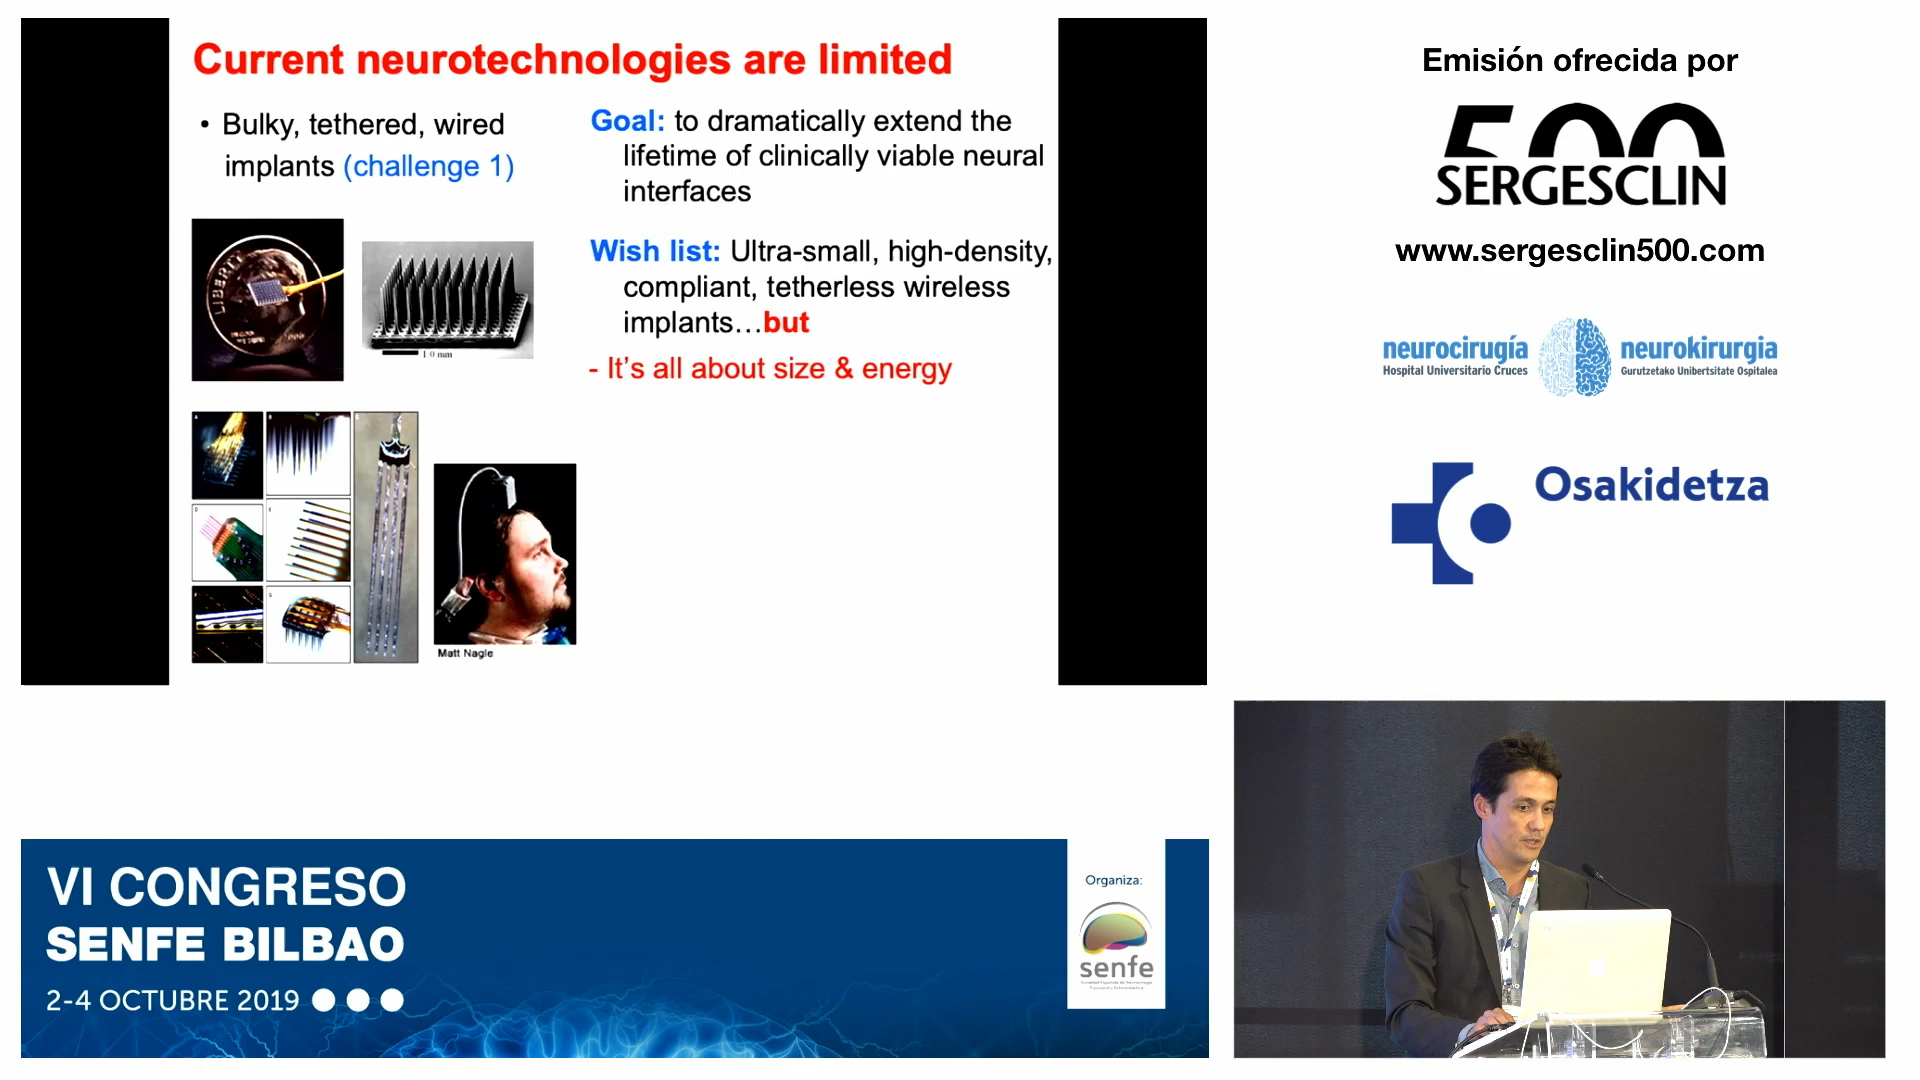 Current neurotechnologies are limited
• Bulky, tethered, wired
implants (challenge 1)
Goal: to dramatically extend the
lifetime of clinically viable neural
interfaces
Wish list: Ultra-small, high-density,
compliant, tetherless wireless
implants...but
- It's all about size & energy
LIBERTY
Matt Nagle
Emisión ofrecida por
500
SERGESCLIN
www.sergesclin500.com
neurocirugía
Hospital Universitario Cruces
neurokirurgia
Gurutzetako Unibertsitate Ospitalea
Osakidetza
VI CONGRESO
SENFE BILBAO
2-4 OCTUBRE 2019
Organiza:
senfe